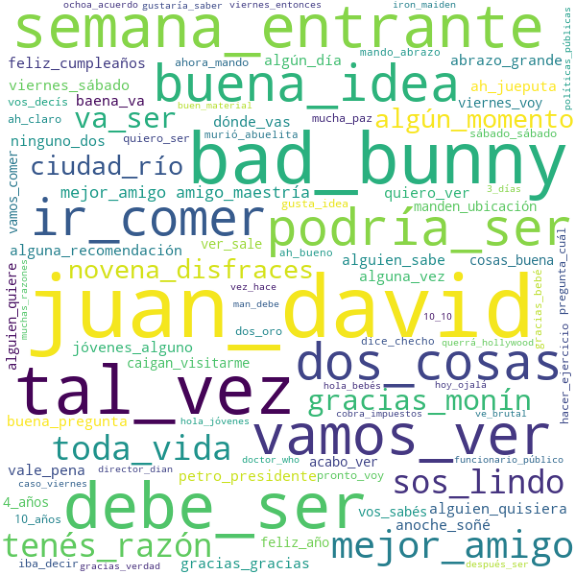 ochoa_acuerdo gustaría_saber viernes_entonces iron_maiden
semana_entrante
políticas_públicas
feliz_cumpleaños ahora_mando algún_día mando_abrazo abrazo_grande
viernes_sábado buena_idea ah_jueputa
vos_decís baena_va buen_material viernes_voy
ah_claro va_ser dónde_vas mucha_paz algún_momento
ninguno_dos quiero_ser murió_abuelita sábado_sábado
vamos_comer ciudad_río bad_bunny
mejor_amigo amigo_maestría quiero_ver 3_días
ir_comer gusta_idea manden_ubicación
ver_sale podría_ser
alguna_recomendación ah_bueno alguien_sabe cosas_buena pregunta_cuál
alguien_quiere muchas_razones novena_disfraces vez_hace alguna_vez gracias_bebé
man_debe
juan_david 10_10
dos_oro
jóvenes_alguno dice_checho querrá_hollywood hacer_ejercicio
caigan_visitarme dos_cosas
tal_vez hola_bebés hoy_ojalá
gracias_monín
buena_pregunta hola_jóvenes cobra_impuestos ve_brutal
toda_vida vamos_ver
vale_pena director_dian doctor_who acabo_ver funcionario_público
caso_viernes petro_presidente pronto_voy sos_lindo
4_años debe_ser vos_sabés alguien_quisiera
10_años anoche_soñé
tenés_razón feliz_año mejor_amigo
iba_decir gracias_verdad gracias_gracias después_ser